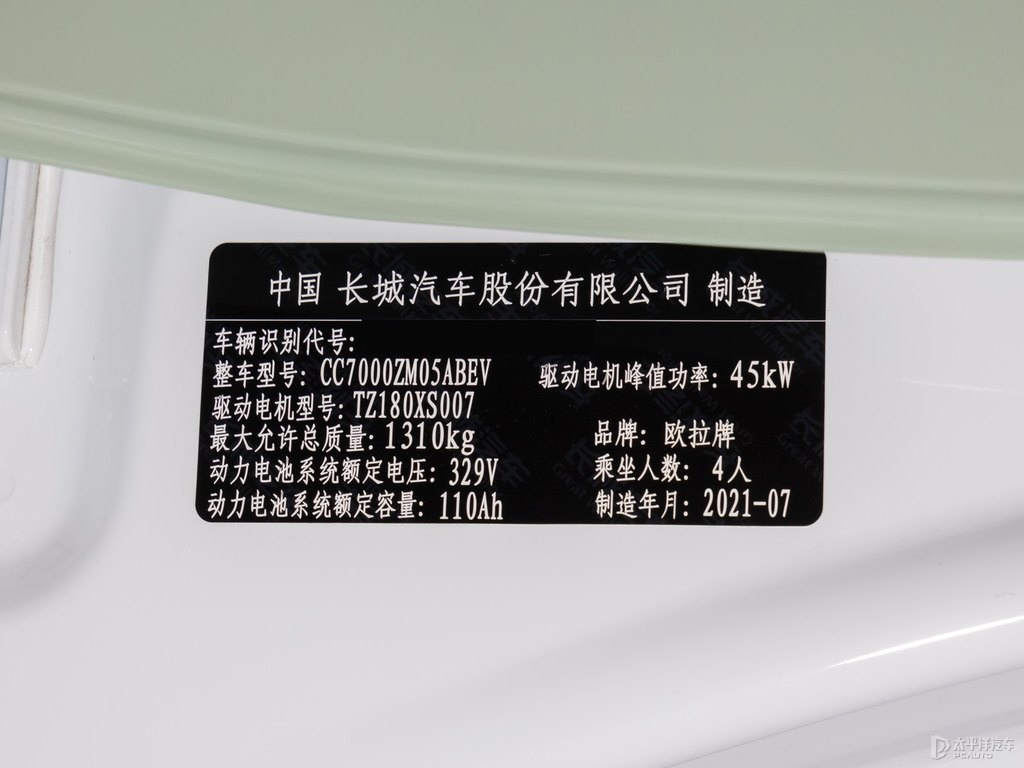 中国 长城汽车股份有限公司 制造
车辆识别代号:
整车型号: CC7000ZM05ABEV 驱动电机峰值功率: 45kW
驱动电机型号: TZ180XS007
最大允许总质量: 1310kg 品牌: 欧拉牌
动力电池系统额定电压: 329V 乘坐人数: 4人
动力电池系统额定容量: 110Ah 制造年月: 2021-07
太平洋汽车
PCAUTO